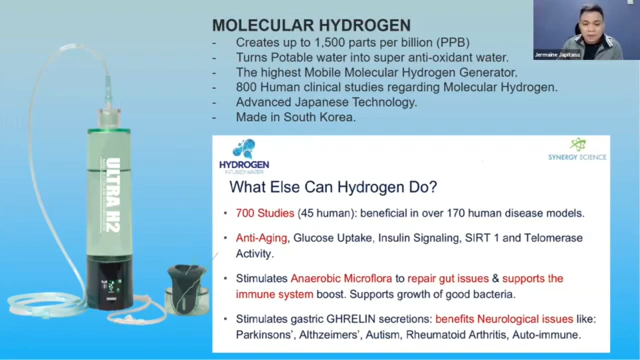 MOLECULAR HYDROGEN
- Creates up to 1,500 parts per billion (PPB)
- Turns Potable water into super anti-oxidant water.
- The highest Mobile Molecular Hydrogen Generator.
- 800 Human clinical studies regarding Molecular Hydrogen.
- Advanced Japanese Technology.
- Made in South Korea.
Jermaine Japitana
ULTRA H2
HYDROGEN
INFUSED WATER
SYNERGY SCIENCE
What Else Can Hydrogen Do?
• 700 Studies (45 human): beneficial in over 170 human disease models.
• Anti-Aging, Glucose Uptake, Insulin Signaling, SIRT 1 and Telomerase
Activity.
• Stimulates Anaerobic Microflora to repair gut issues & supports the
immune system boost. Supports growth of good bacteria.
• Stimulates gastric GHRELIN secretions: benefits Neurological issues like:
Parkinsons', Althzeimers', Autism, Rheumatoid Arthritis, Auto-immune.